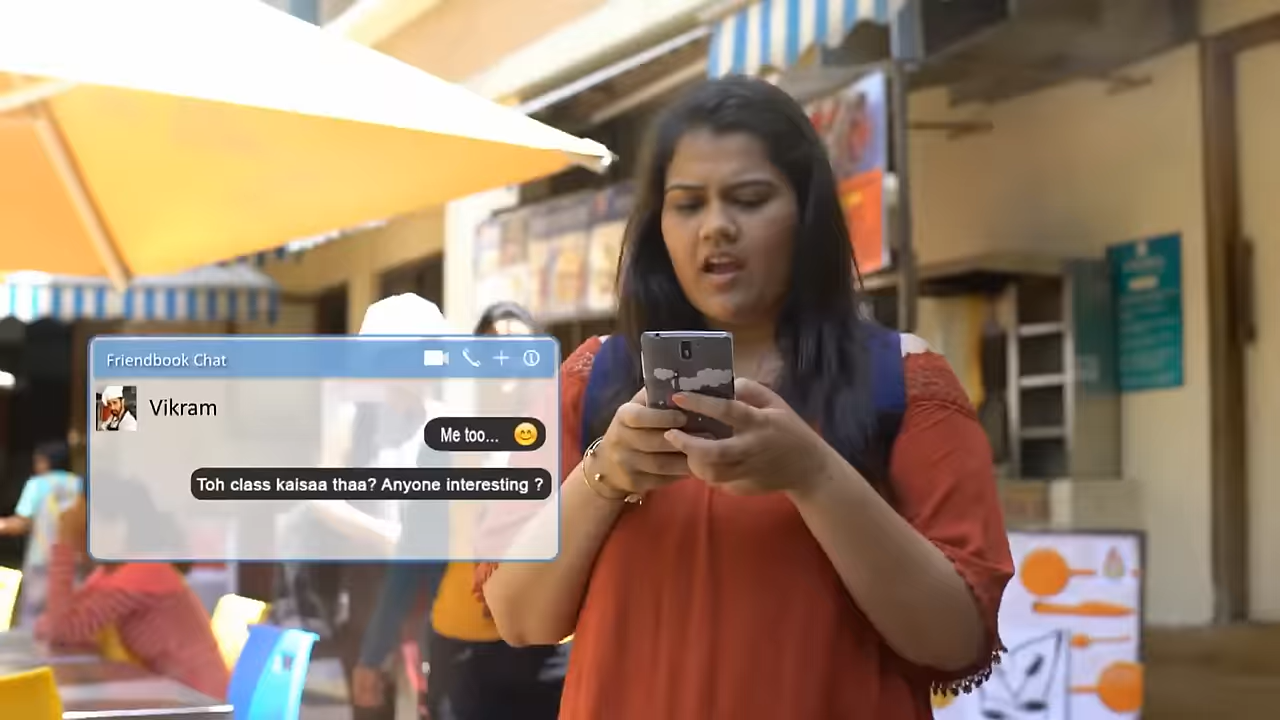 Friendbook Chat
Vikram
Me too... 😊
Toh class kaisaa thaa? Anyone interesting ?